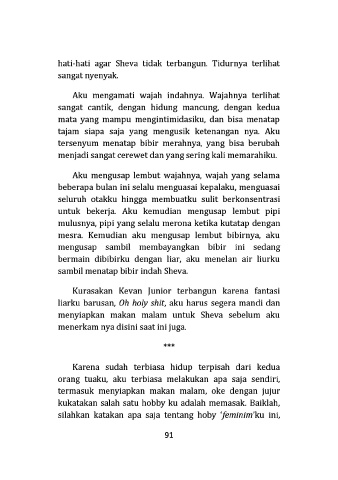 hati-hati agar Sheva tidak terbangun. Tidurnya terlihat
sangat nyenyak.
Aku mengamati wajah indahnya. Wajahnya terlihat
sangat cantik, dengan hidung mancung, dengan kedua
mata yang mampu mengintimidasiku, dan bisa menatap
tajam siapa saja yang mengusik ketenangan nya. Aku
tersenyum menatap bibir merahnya, yang bisa berubah
menjadi sangat cerewet dan yang sering kali memarahiku.
Aku mengusap lembut wajahnya, wajah yang selama
beberapa bulan ini selalu menguasai kepalaku, menguasai
seluruh otakku hingga membuatku sulit berkonsentrasi
untuk bekerja. Aku kemudian mengusap lembut pipi
mulusnya, pipi yang selalu merona ketika kutatap dengan
mesra. Kemudian aku mengusap lembut bibirnya, aku
mengusap sambil membayangkan bibir ini sedang
bermain dibibirku dengan liar, aku menelan air liurku
sambil menatap bibir indah Sheva.
Kurasakan Kevan Junior terbangun karena fantasi
liarku barusan, Oh holy shit, aku harus segera mandi dan
menyiapkan makan malam untuk Sheva sebelum aku
menerkam nya disini saat ini juga.
***
Karena sudah terbiasa hidup terpisah dari kedua
orang tuaku, aku terbiasa melakukan apa saja sendiri,
termasuk menyiapkan makan malam, oke dengan jujur
kukatakan salah satu hobby ku adalah memasak. Baiklah,
silahkan katakan apa saja tentang hoby ‘feminim’ku ini,
91